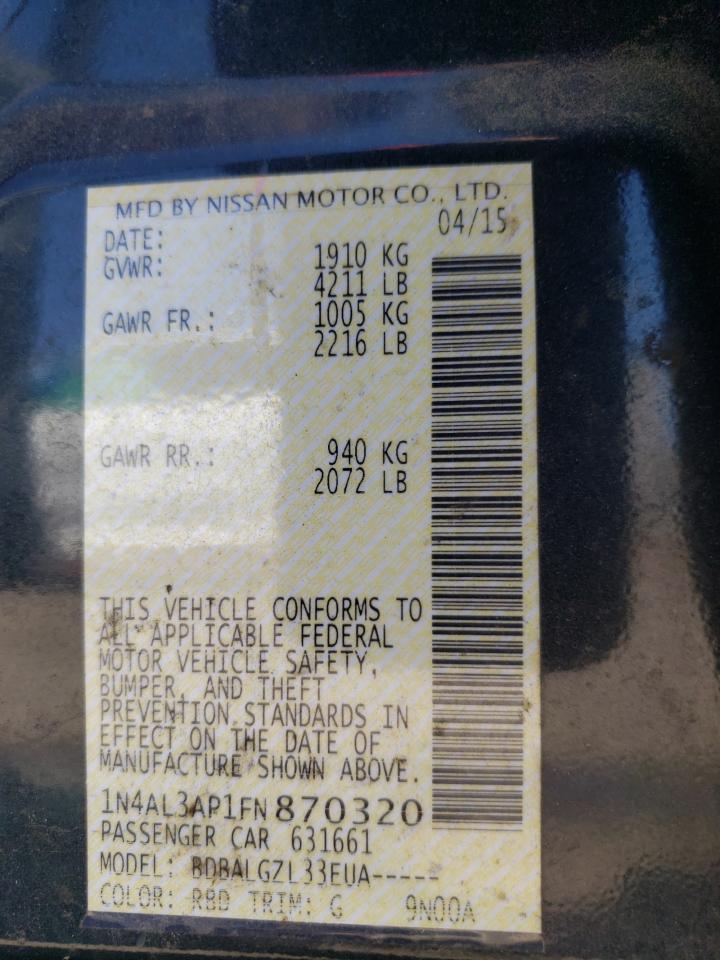 MFD BY NISSAN MOTOR CO., LTD.
DATE: 04/15
GVWR: 1910 KG
4211 LB
GAWR FR.: 1005 KG
2216 LB
GAWR RR.: 940 KG
2072 LB
THIS VEHICLE CONFORMS TO
ALL APPLICABLE FEDERAL
MOTOR VEHICLE SAFETY,
BUMPER, AND THEFT
PREVENTION STANDARDS IN
EFFECT ON THE DATE OF
MANUFACTURE SHOWN ABOVE.
1N4AL3AP1FN870320
PASSENGER CAR 631661
MODEL: BDBALGZL33EUA-----
COLOR: RBD TRIM: G 9N00A